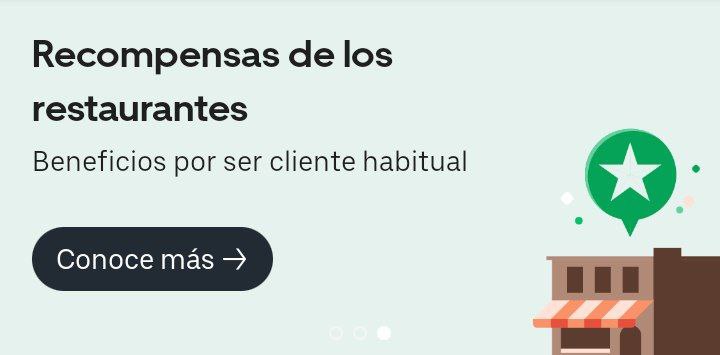 Recompensas de los
restaurantes
Beneficios por ser cliente habitual
Conoce más →